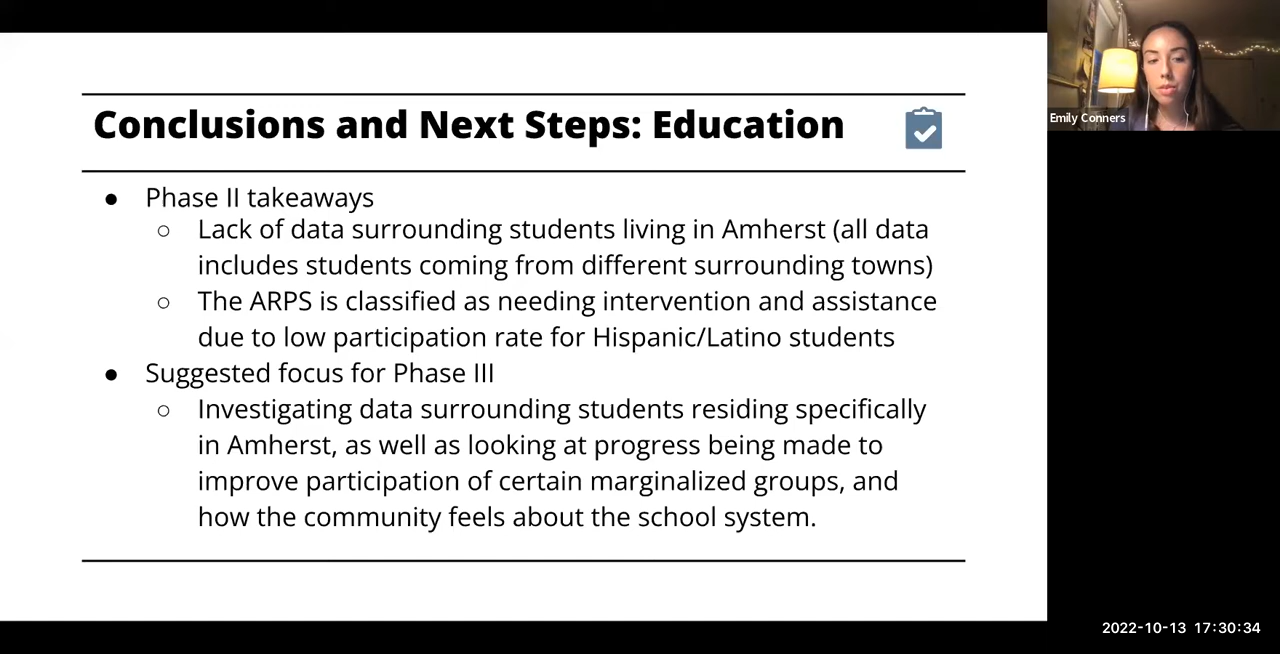 Conclusions and Next Steps: Education
● Phase II takeaways
○ Lack of data surrounding students living in Amherst (all data
includes students coming from different surrounding towns)
○ The ARPS is classified as needing intervention and assistance
due to low participation rate for Hispanic/Latino students
● Suggested focus for Phase III
○ Investigating data surrounding students residing specifically
in Amherst, as well as looking at progress being made to
improve participation of certain marginalized groups, and
how the community feels about the school system.
Emily Conners
2022-10-13 17:30:34